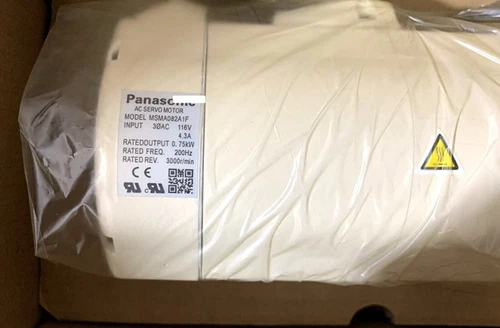 Panasonic
AC SERVO MOTOR
MODEL MSMA082A1F
INPUT 3ØAC 116V
4.3A
RATEDOUTPUT 0.75kW
RATED FREQ. 200Hz
RATED REV. 3000r/min
CE